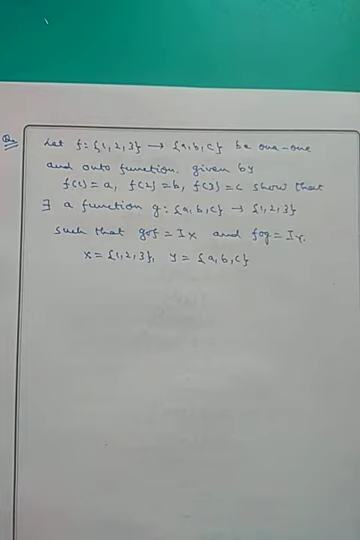 Q. Let f: {1, 2, 3} → {a, b, c} be one-one
and onto function. given by
f(1) = a, f(2) = b, f(3) = c show that
∃ a function g: {a, b, c} → {1, 2, 3}
such that gof = Ix and fog = Iy.
X = {1, 2, 3}, Y = {a, b, c}